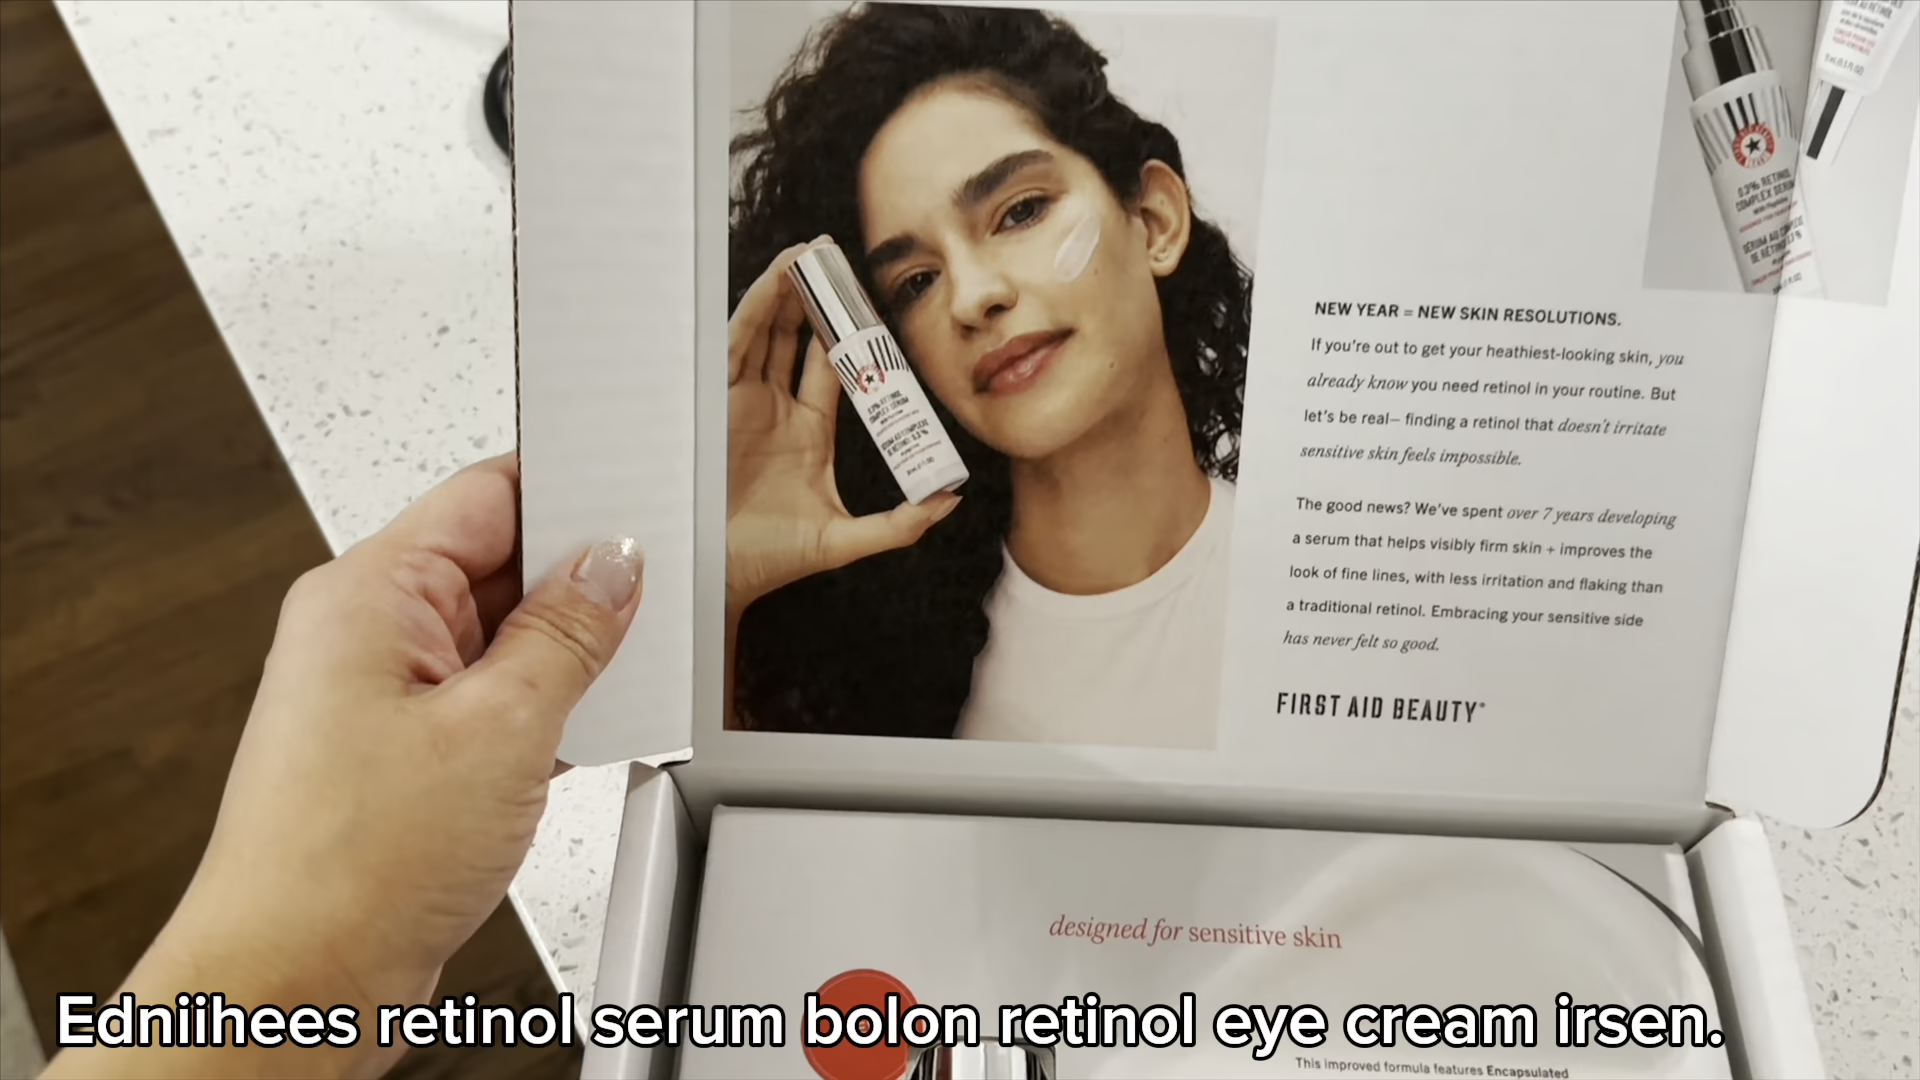 NEW YEAR = NEW SKIN RESOLUTIONS.
If you're out to get your heathiest-looking skin, you
already know you need retinol in your routine. But
let's be real— finding a retinol that doesn't irritate
sensitive skin feels impossible.
The good news? We've spent over 7 years developing
a serum that helps visibly firm skin + improves the
look of fine lines, with less irritation and flaking than
a traditional retinol. Embracing your sensitive side
has never felt so good.
FIRST AID BEAUTY®
0.3% RETINOL
COMPLEX SERUM
designed for sensitive skin
This improved formula features Encapsulated
Edniihees retinol serum bolon retinol eye cream irsen.